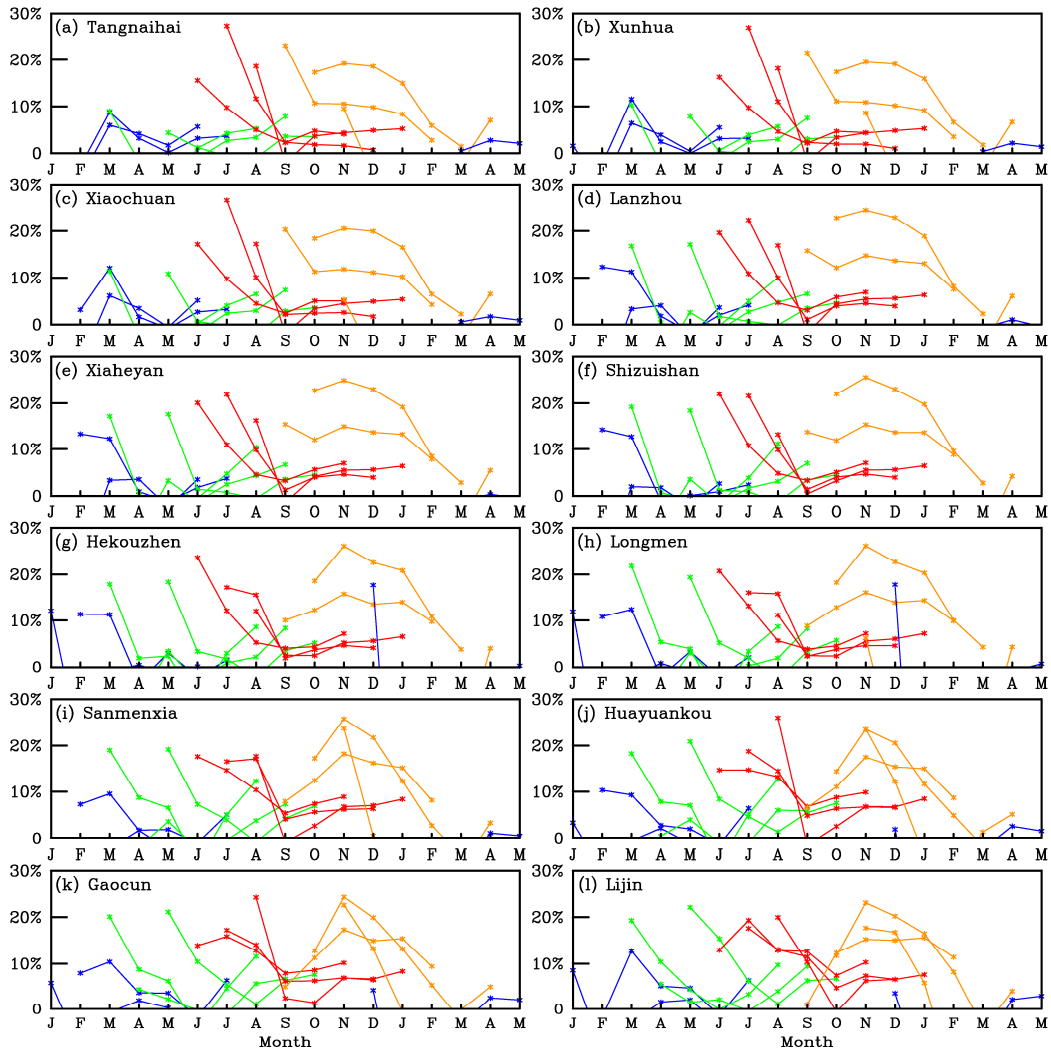 30% (a) Tangnaihai 30% (b) Xunhua
20% 20%
10% 10%
0 0
J F M A M J J A S O N D J F M A M J F M A M J J A S O N D J F M A M
30% (c) Xiaochuan 30% (d) Lanzhou
20% 20%
10% 10%
0 0
J F M A M J J A S O N D J F M A M J F M A M J J A S O N D J F M A M
30% (e) Xiaheyan 30% (f) Shizuishan
20% 20%
10% 10%
0 0
J F M A M J J A S O N D J F M A M J F M A M J J A S O N D J F M A M
30% (g) Hekouzhen 30% (h) Longmen
20% 20%
10% 10%
0 0
J F M A M J J A S O N D J F M A M J F M A M J J A S O N D J F M A M
30% (i) Sanmenxia 30% (j) Huayuankou
20% 20%
10% 10%
0 0
J F M A M J J A S O N D J F M A M J F M A M J J A S O N D J F M A M
30% (k) Gaocun 30% (l) Lijin
20% 20%
10% 10%
0 0
J F M A M J J A S O N D J F M A M J F M A M J J A S O N D J F M A M
Month Month